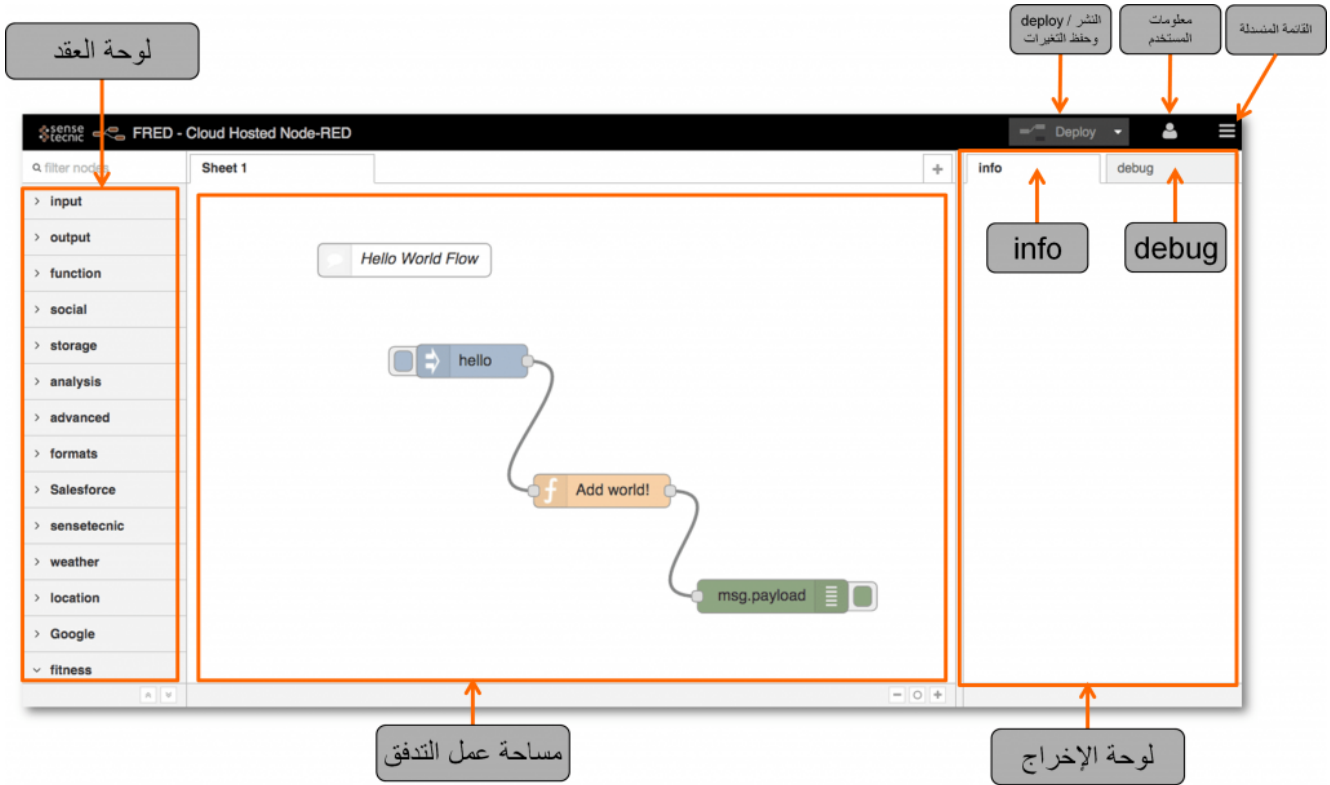 لوحة العقد
النشر / deploy
وحفظ التغيرات
معلومات
المستخدم
القائمة المنسدلة
sense
tecnic
FRED - Cloud Hosted Node-RED
Deploy
filter nodes
Sheet 1
info
debug
input
output
function
social
storage
analysis
advanced
formats
Salesforce
sensetecnic
weather
location
Google
fitness
Hello World Flow
hello
Add world!
msg.payload
info
debug
مساحة عمل التدفق
لوحة الإخراج